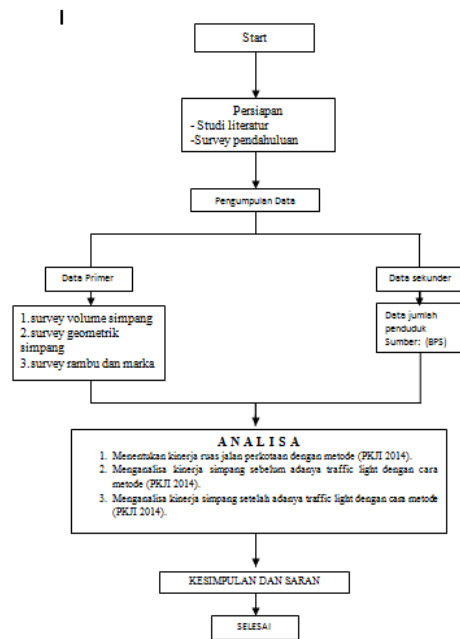 Start
Persiapan
- Studi literatur
-Survey pendahuluan
Pengumpulan Data
Data Primer
Data sekunder
1.survey volume simpang
2.survey geometrik
simpang
3.survey rambu dan marka
Data jumlah
penduduk
Sumber: (BPS)
ANALISA
1. Menentukan kinerja ruas jalan perkotaan dengan metode (PKJI 2014).
2. Menganalisa kinerja simpang sebelum adanya traffic light dengan cara
metode (PKJI 2014).
3. Menganalisa kinerja simpang setelah adanya traffic light dengan cara metode
(PKJI 2014).
KESIMPULAN DAN SARAN
SELESAI